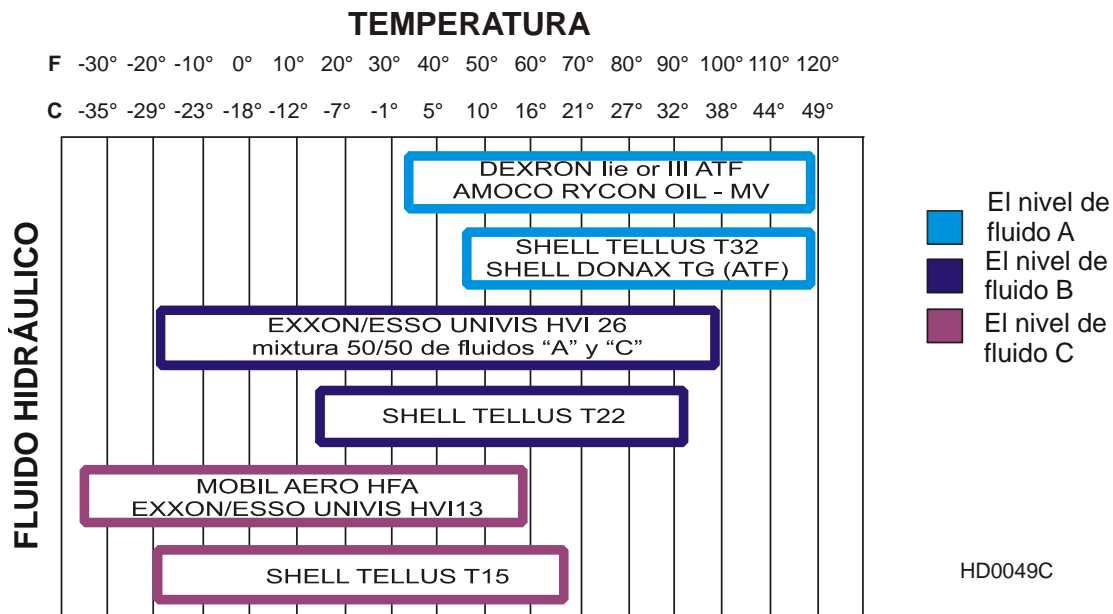 TEMPERATURA
F -30° -20° -10° 0° 10° 20° 30° 40° 50° 60° 70° 80° 90° 100° 110° 120°
C -35° -29° -23° -18° -12° -7° -1° 5° 10° 16° 21° 27° 32° 38° 44° 49°
FLUIDO HIDRÁULICO
DEXRON Iie or III ATF
AMOCO RYCON OIL - MV
SHELL TELLUS T32
SHELL DONAX TG (ATF)
EXXON/ESSO UNIVIS HVI 26
mixtura 50/50 de fluidos “A” y “C”
SHELL TELLUS T22
MOBIL AERO HFA
EXXON/ESSO UNIVIS HVI13
SHELL TELLUS T15
El nivel de
fluido A
El nivel de
fluido B
El nivel de
fluido C
HD0049C